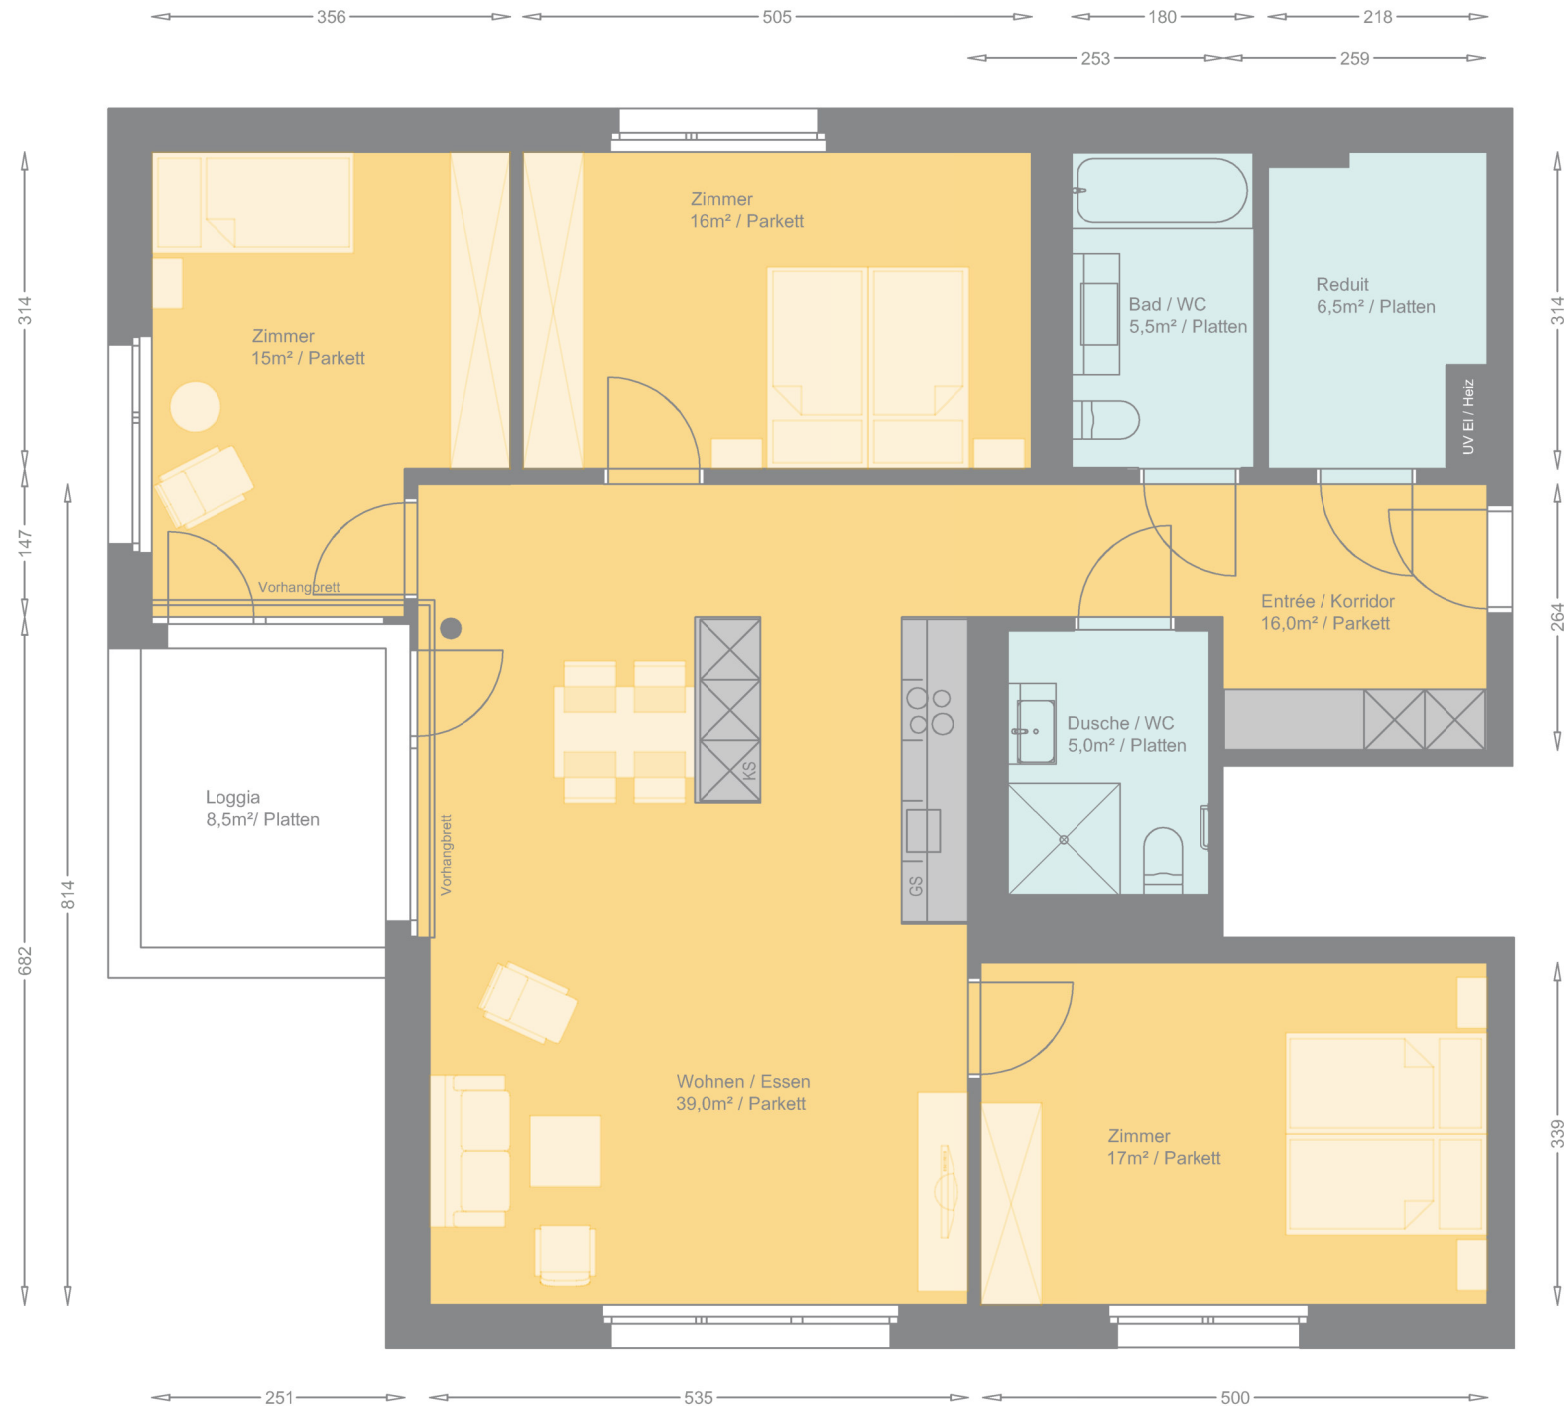 356
505
180
218
253
259
314
147
682
814
314
264
339
Zimmer
15m² / Parkett
Zimmer
16m² / Parkett
Bad / WC
5,5m² / Platten
Reduit
6,5m² / Platten
UV El / Heiz
Vorhangbrett
Entrée / Korridor
16,0m² / Parkett
Dusche / WC
5,0m² / Platten
KS
GS
Loggia
8,5m²/ Platten
Vorhangbrett
Wohnen / Essen
39,0m² / Parkett
Zimmer
17m² / Parkett
251
535
500